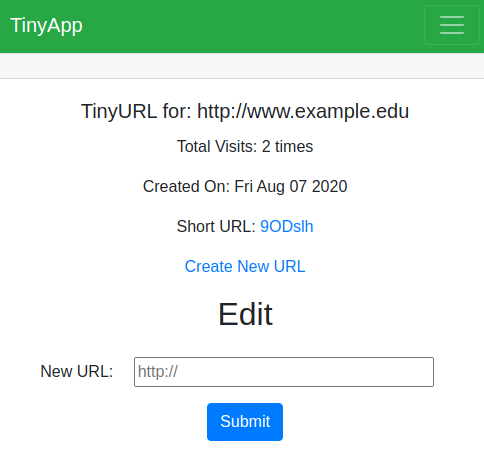 TinyApp
TinyURL for: http://www.example.edu
Total Visits: 2 times
Created On: Fri Aug 07 2020
Short URL: 9ODslh
Create New URL
Edit
New URL: http://
Submit